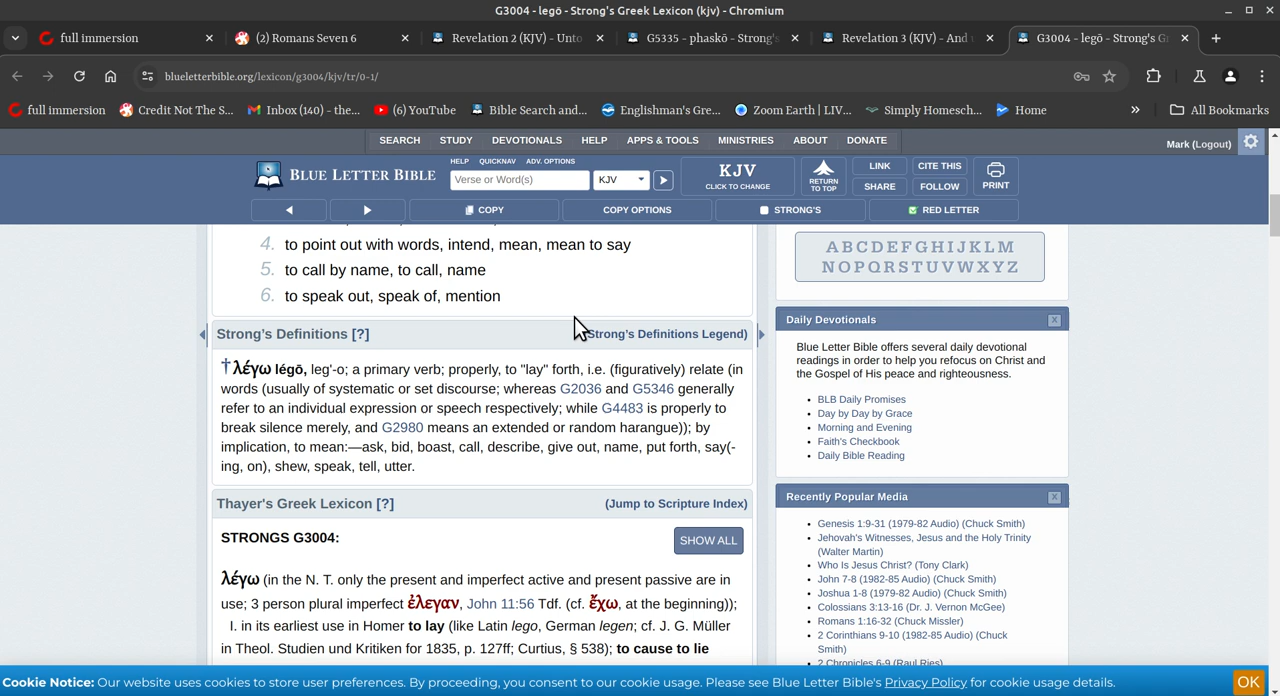 G3004 - legō - Strong's Greek Lexicon (kjv) - Chromium
full immersion
(2) Romans Seven 6
Revelation 2 (KJV) - Unto
G5335 - phaskō - Strong's
Revelation 3 (KJV) - And
G3004 - legō - Strong's G
blueletterbible.org/lexicon/g3004/kjv/tr/0-1/
full immersion
Credit Not The S...
Inbox (140) - the...
(6) YouTube
Bible Search and...
Englishman's Gre...
Zoom Earth | LIV...
Simply Homesch...
Home
»
All Bookmarks
SEARCH STUDY DEVOTIONALS HELP APPS & TOOLS MINISTRIES ABOUT DONATE
Mark (Logout)
BLUE LETTER BIBLE
HELP QUICKNAV ADV. OPTIONS
Verse or Word(s)
KJV
KJV
CLICK TO CHANGE
RETURN
TO TOP
LINK
CITE THIS
SHARE
FOLLOW
PRINT
COPY
COPY OPTIONS
STRONG'S
RED LETTER
4. to point out with words, intend, mean, mean to say
5. to call by name, to call, name
6. to speak out, speak of, mention
Strong's Definitions [?]
Strong's Definitions Legend)
†λέγω légō, leg'-o; a primary verb; properly, to "lay" forth, i.e. (figuratively) relate (in
words (usually of systematic or set discourse; whereas G2036 and G5346 generally
refer to an individual expression or speech respectively; while G4483 is properly to
break silence merely, and G2980 means an extended or random harangue)); by
implication, to mean:—ask, bid, boast, call, describe, give out, name, put forth, say(-
ing, on), shew, speak, tell, utter.
Thayer's Greek Lexicon [?]
(Jump to Scripture Index)
STRONGS G3004:
SHOW ALL
λέγω (in the N. T. only the present and imperfect active and present passive are in
use; 3 person plural imperfect ἐλεγαν, John 11:56 Tdf. (cf. ἔχω, at the beginning));
I. in its earliest use in Homer to lay (like Latin lego, German legen; cf. J. G. Müller
in Theol. Studien und Kritiken for 1835, p. 127ff; Curtius, § 538); to cause to lie
A B C D E F G H I J K L M
N O P Q R S T U V W X Y Z
Daily Devotionals
X
Blue Letter Bible offers several daily devotional
readings in order to help you refocus on Christ and
the Gospel of His peace and righteousness.
• BLB Daily Promises
• Day by Day by Grace
• Morning and Evening
• Faith's Checkbook
• Daily Bible Reading
Recently Popular Media
X
• Genesis 1:9-31 (1979-82 Audio) (Chuck Smith)
• Jehovah's Witnesses, Jesus and the Holy Trinity
(Walter Martin)
• Who Is Jesus Christ? (Tony Clark)
• John 7-8 (1982-85 Audio) (Chuck Smith)
• Joshua 1-8 (1979-82 Audio) (Chuck Smith)
• Colossians 3:13-16 (Dr. J. Vernon McGee)
• Romans 1:16-32 (Chuck Missler)
• 2 Corinthians 9-10 (1982-85 Audio) (Chuck
Smith)
• 2 Chronicles 6-9 (Raul Ries)
Cookie Notice: Our website uses cookies to store user preferences. By proceeding, you consent to our cookie usage. Please see Blue Letter Bible's Privacy Policy for cookie usage details.
OK